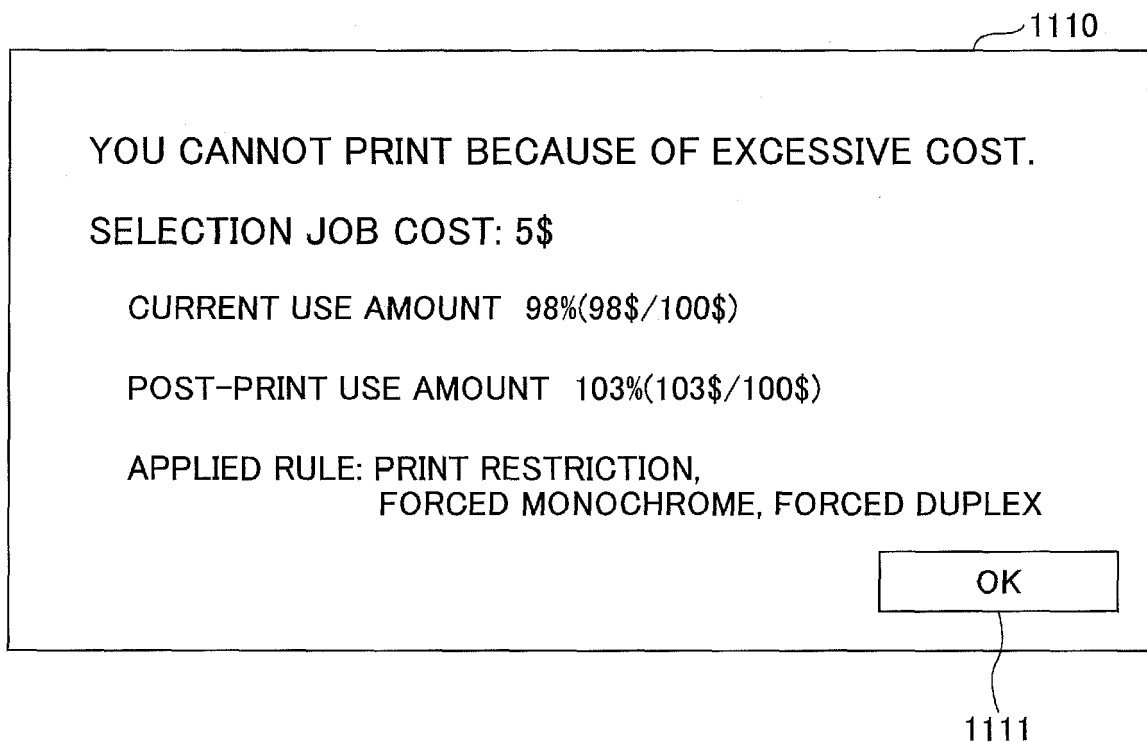 1110
YOU CANNOT PRINT BECAUSE OF EXCESSIVE COST.
SELECTION JOB COST: 5$
CURRENT USE AMOUNT 98%(98$/100$)
POST-PRINT USE AMOUNT 103%(103$/100$)
APPLIED RULE: PRINT RESTRICTION,
FORCED MONOCHROME, FORCED DUPLEX
OK
1111